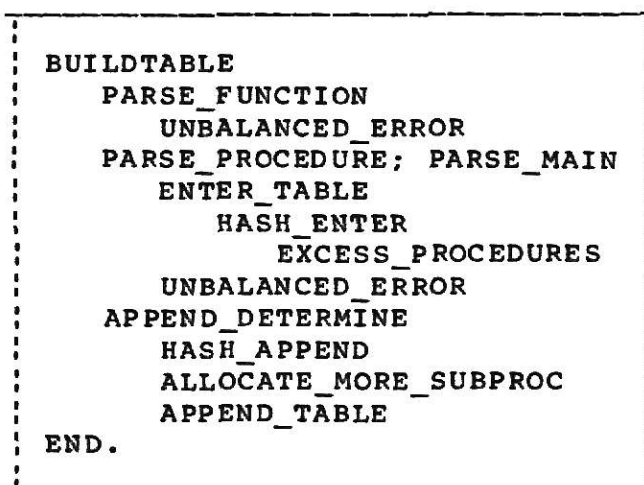 BUILDTABLE
PARSE_FUNCTION
UNBALANCED_ERROR
PARSE_PROCEDURE; PARSE_MAIN
ENTER_TABLE
HASH_ENTER
EXCESS_PROCEDURES
UNBALANCED_ERROR
APPEND_DETERMINE
HASH_APPEND
ALLOCATE_MORE_SUBPROC
APPEND_TABLE
END.